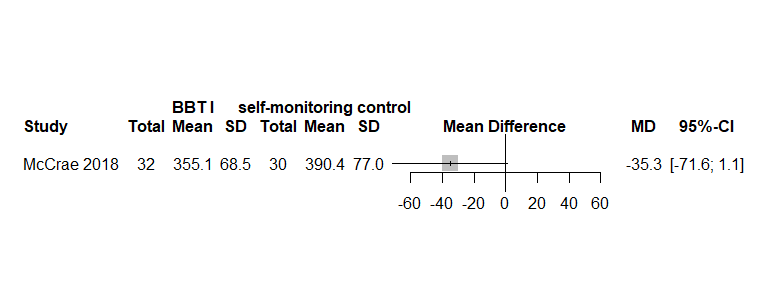 BBT I self-monitoring control
Study Total Mean SD Total Mean SD Mean Difference MD 95%-CI
McCrae 2018 32 355.1 68.5 30 390.4 77.0 -35.3 [-71.6; 1.1]
-60 -40 -20 0 20 40 60